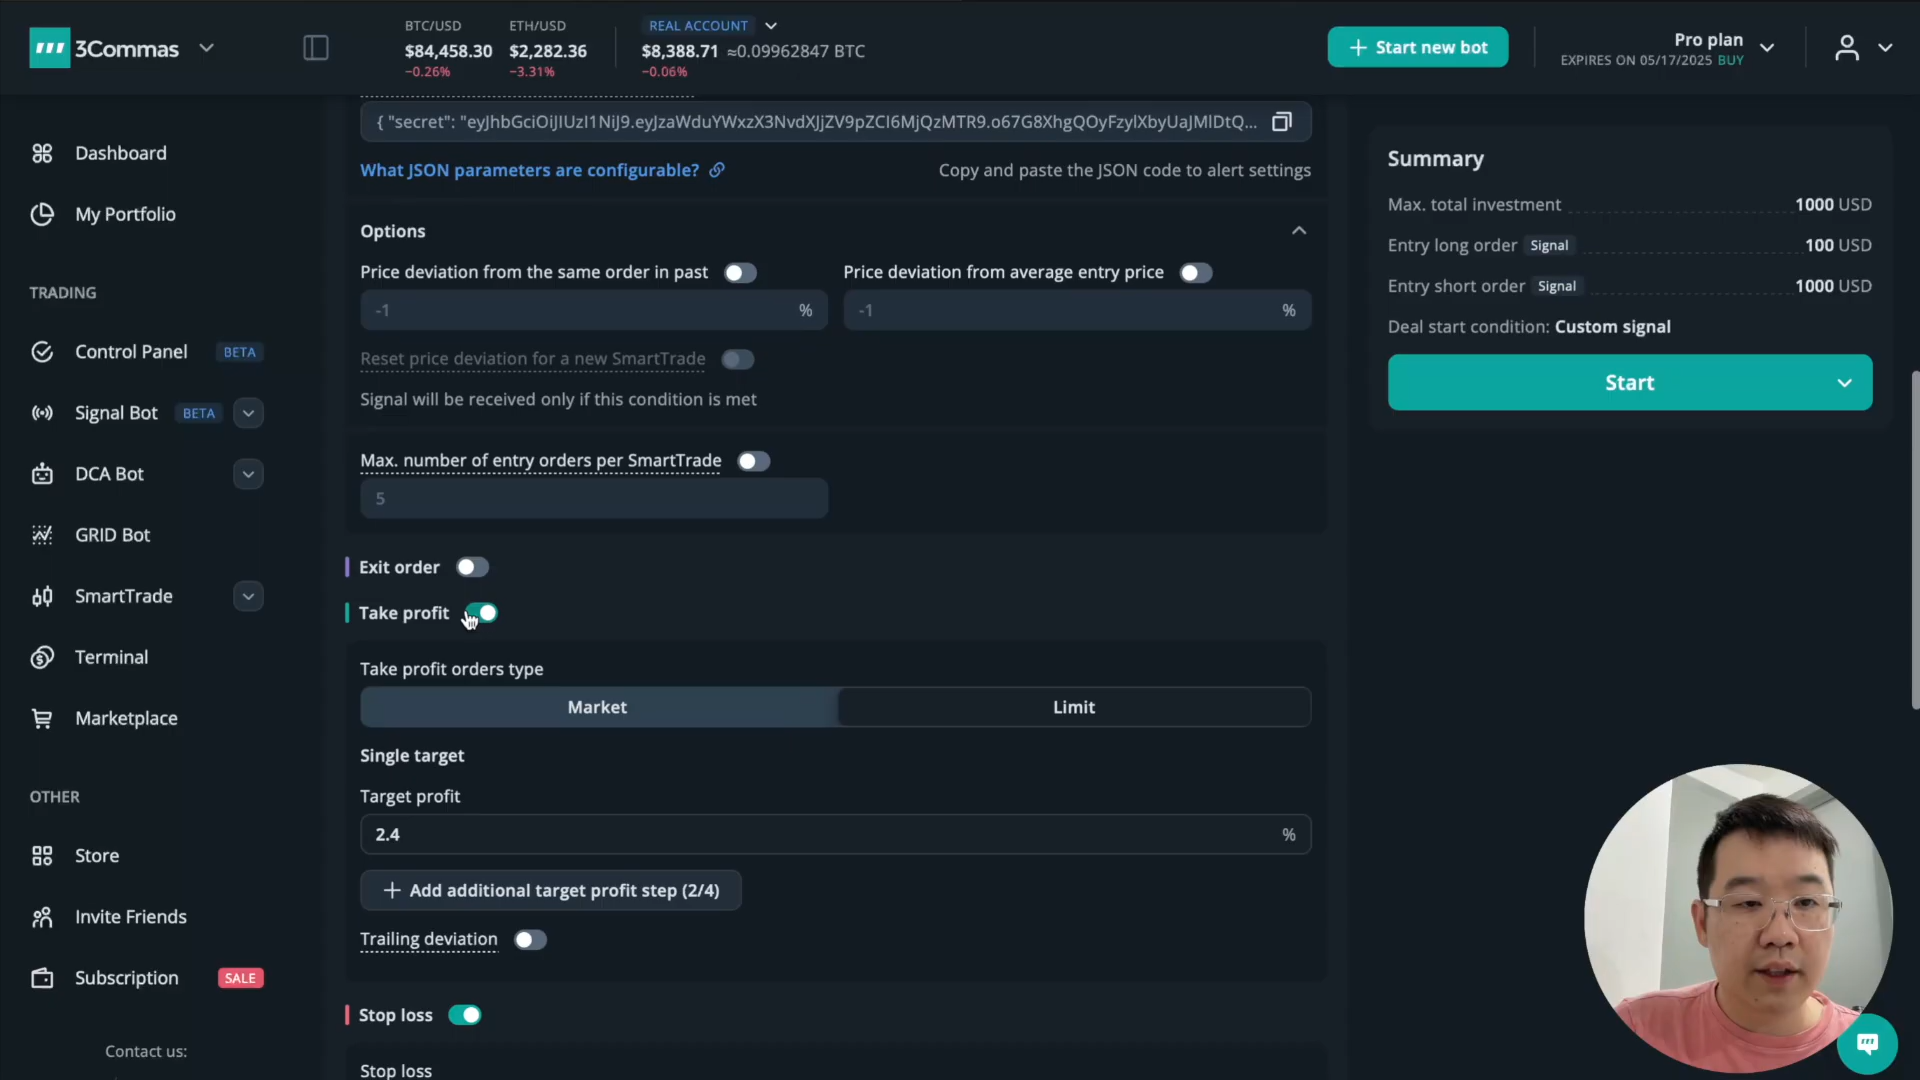 3Commas
BTC/USD
$84,458.30
−0.26%
ETH/USD
$2,282.36
−3.31%
REAL ACCOUNT
$8,388.71 ≈0.09962847 BTC
−0.06%
+ Start new bot
Pro plan
EXPIRES ON 05/17/2025 BUY
Dashboard
My Portfolio
TRADING
Control Panel BETA
Signal Bot BETA
DCA Bot
GRID Bot
SmartTrade
Terminal
Marketplace
OTHER
Store
Invite Friends
Subscription SALE
Contact us:
What JSON parameters are configurable?
Copy and paste the JSON code to alert settings
Options
Price deviation from the same order in past
-1 %
Price deviation from average entry price
-1 %
Reset price deviation for a new SmartTrade
Signal will be received only if this condition is met
Max. number of entry orders per SmartTrade
5
Exit order
Take profit
Take profit orders type
Market
Limit
Single target
Target profit
2.4 %
+ Add additional target profit step (2/4)
Trailing deviation
Stop loss
Stop loss
Summary
Max. total investment 1000 USD
Entry long order Signal 100 USD
Entry short order Signal 1000 USD
Deal start condition: Custom signal
Start